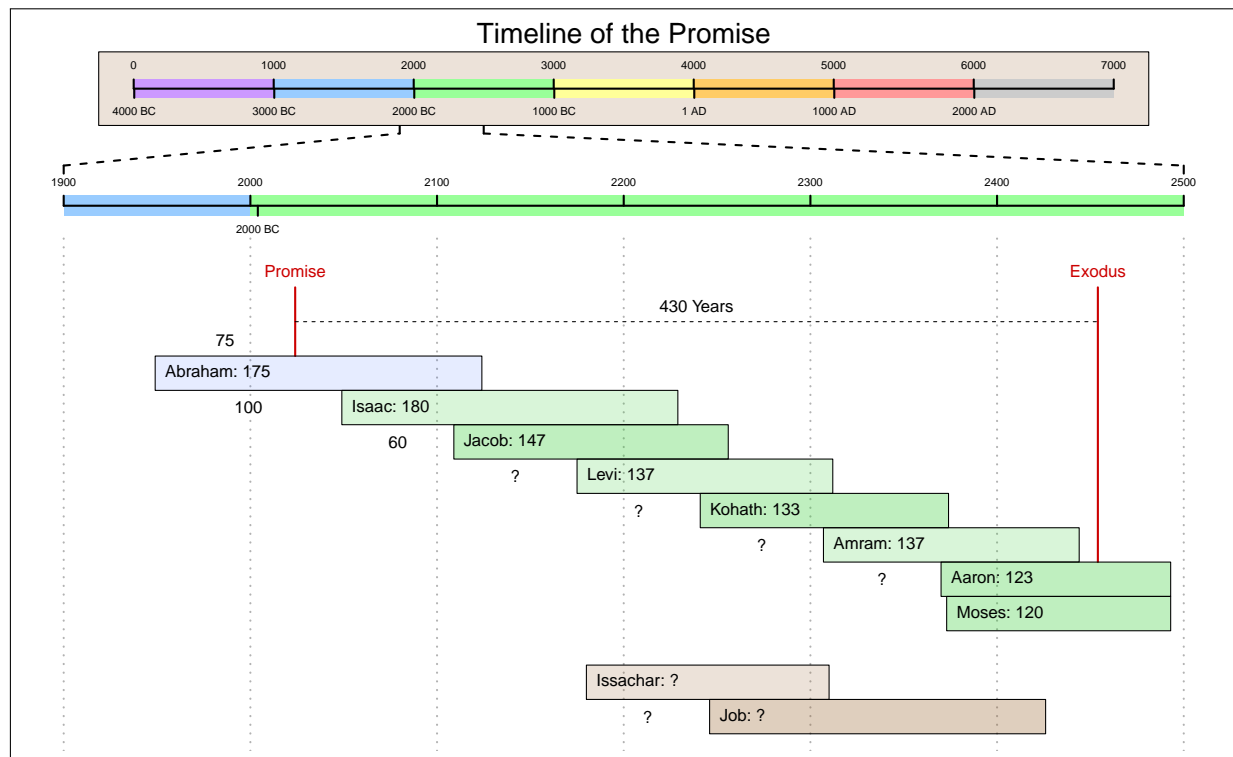 Timeline of the Promise
0 1000 2000 3000 4000 5000 6000 7000
4000 BC 3000 BC 2000 BC 1000 BC 1 AD 1000 AD 2000 AD
1900 2000 2100 2200 2300 2400 2500
2000 BC
Promise Exodus
430 Years
75
Abraham: 175
100 Isaac: 180
60 Jacob: 147
? Levi: 137
? Kohath: 133
? Amram: 137
? Aaron: 123
Moses: 120
Issachar: ?
? Job: ?